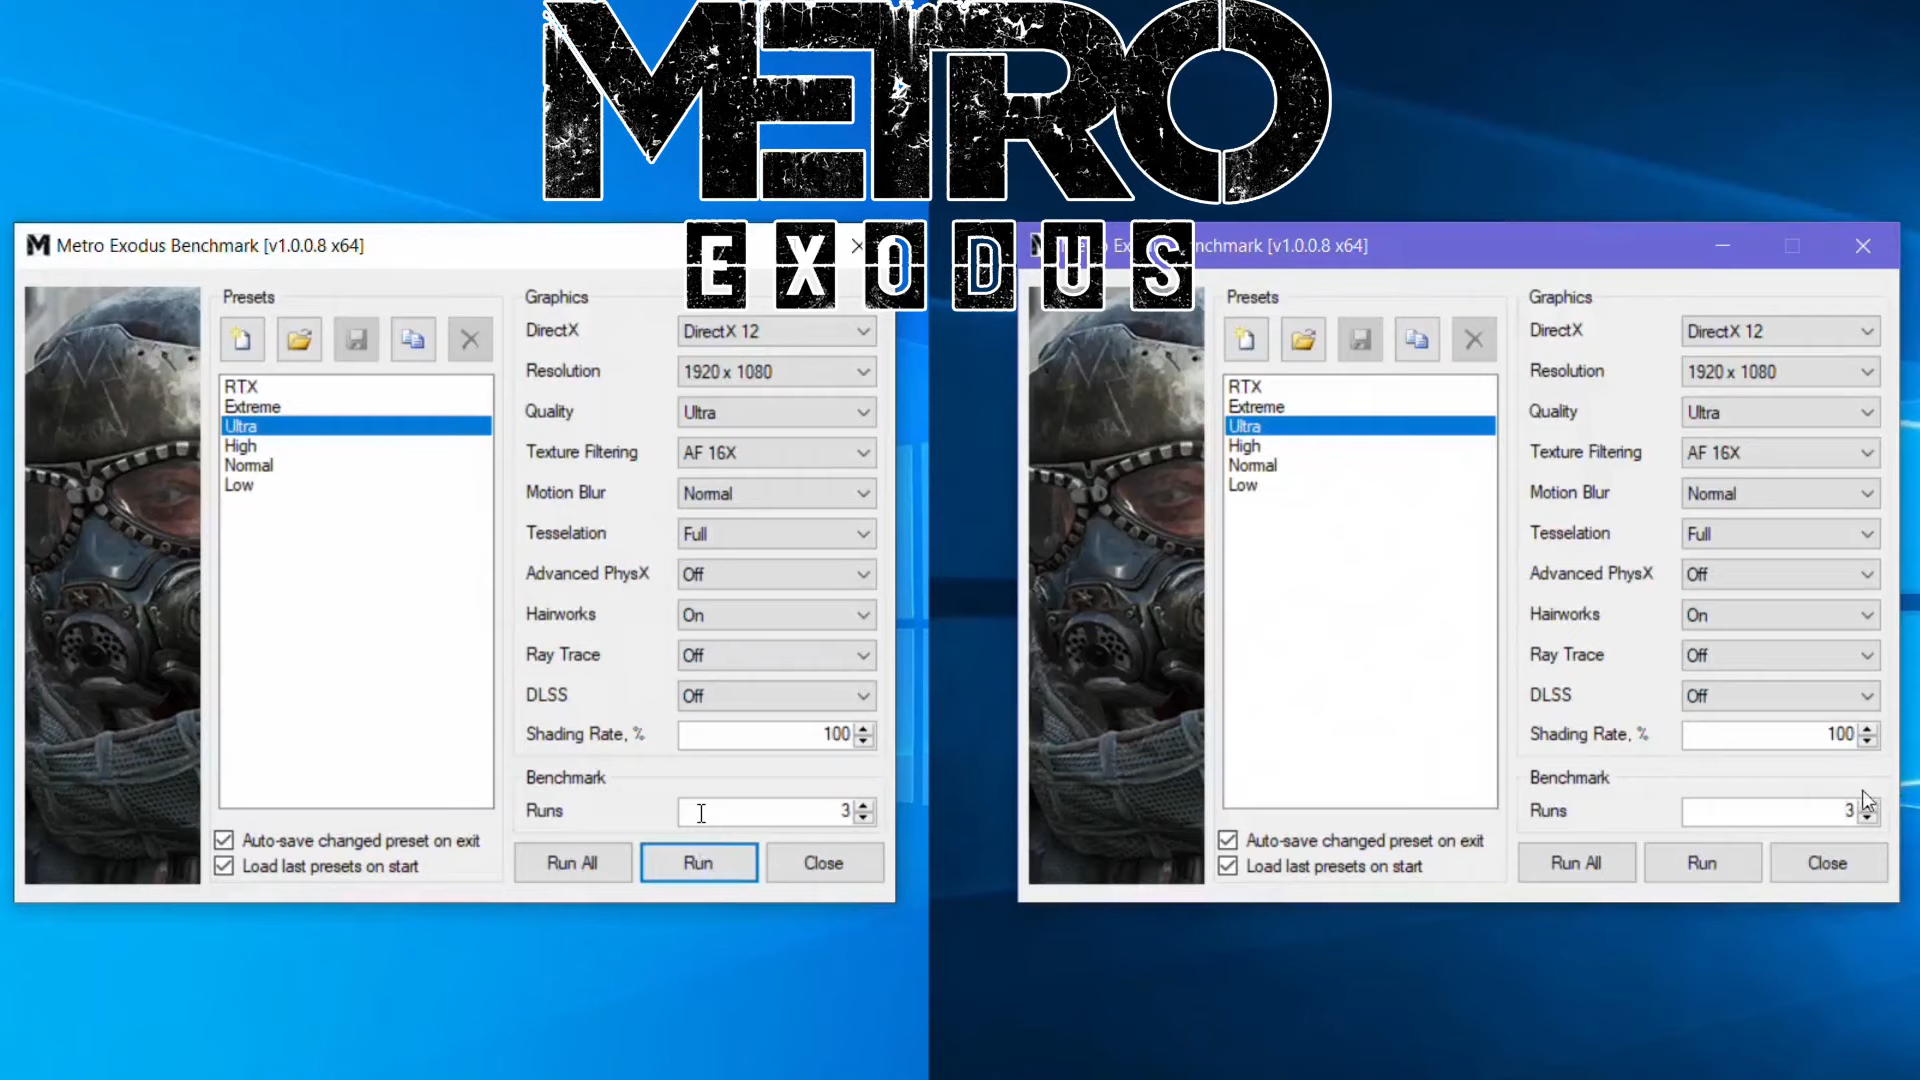 METRO
EXODUS
Metro Exodus Benchmark [v1.0.0.8 x64]
Presets
RTX
Extreme
Ultra
High
Normal
Low
Auto-save changed preset on exit
Load last presets on start
Graphics
DirectX DirectX 12
Resolution 1920 x 1080
Quality Ultra
Texture Filtering AF 16X
Motion Blur Normal
Tesselation Full
Advanced PhysX Off
Hairworks On
Ray Trace Off
DLSS Off
Shading Rate, % 100
Benchmark
Runs 3
Run All Run Close
[v1.0.0.8 x64]
Presets
RTX
Extreme
Ultra
High
Normal
Low
Auto-save changed preset on exit
Load last presets on start
Graphics
DirectX DirectX 12
Resolution 1920 x 1080
Quality Ultra
Texture Filtering AF 16X
Motion Blur Normal
Tesselation Full
Advanced PhysX Off
Hairworks On
Ray Trace Off
DLSS Off
Shading Rate, % 100
Benchmark
Runs 3
Run All Run Close